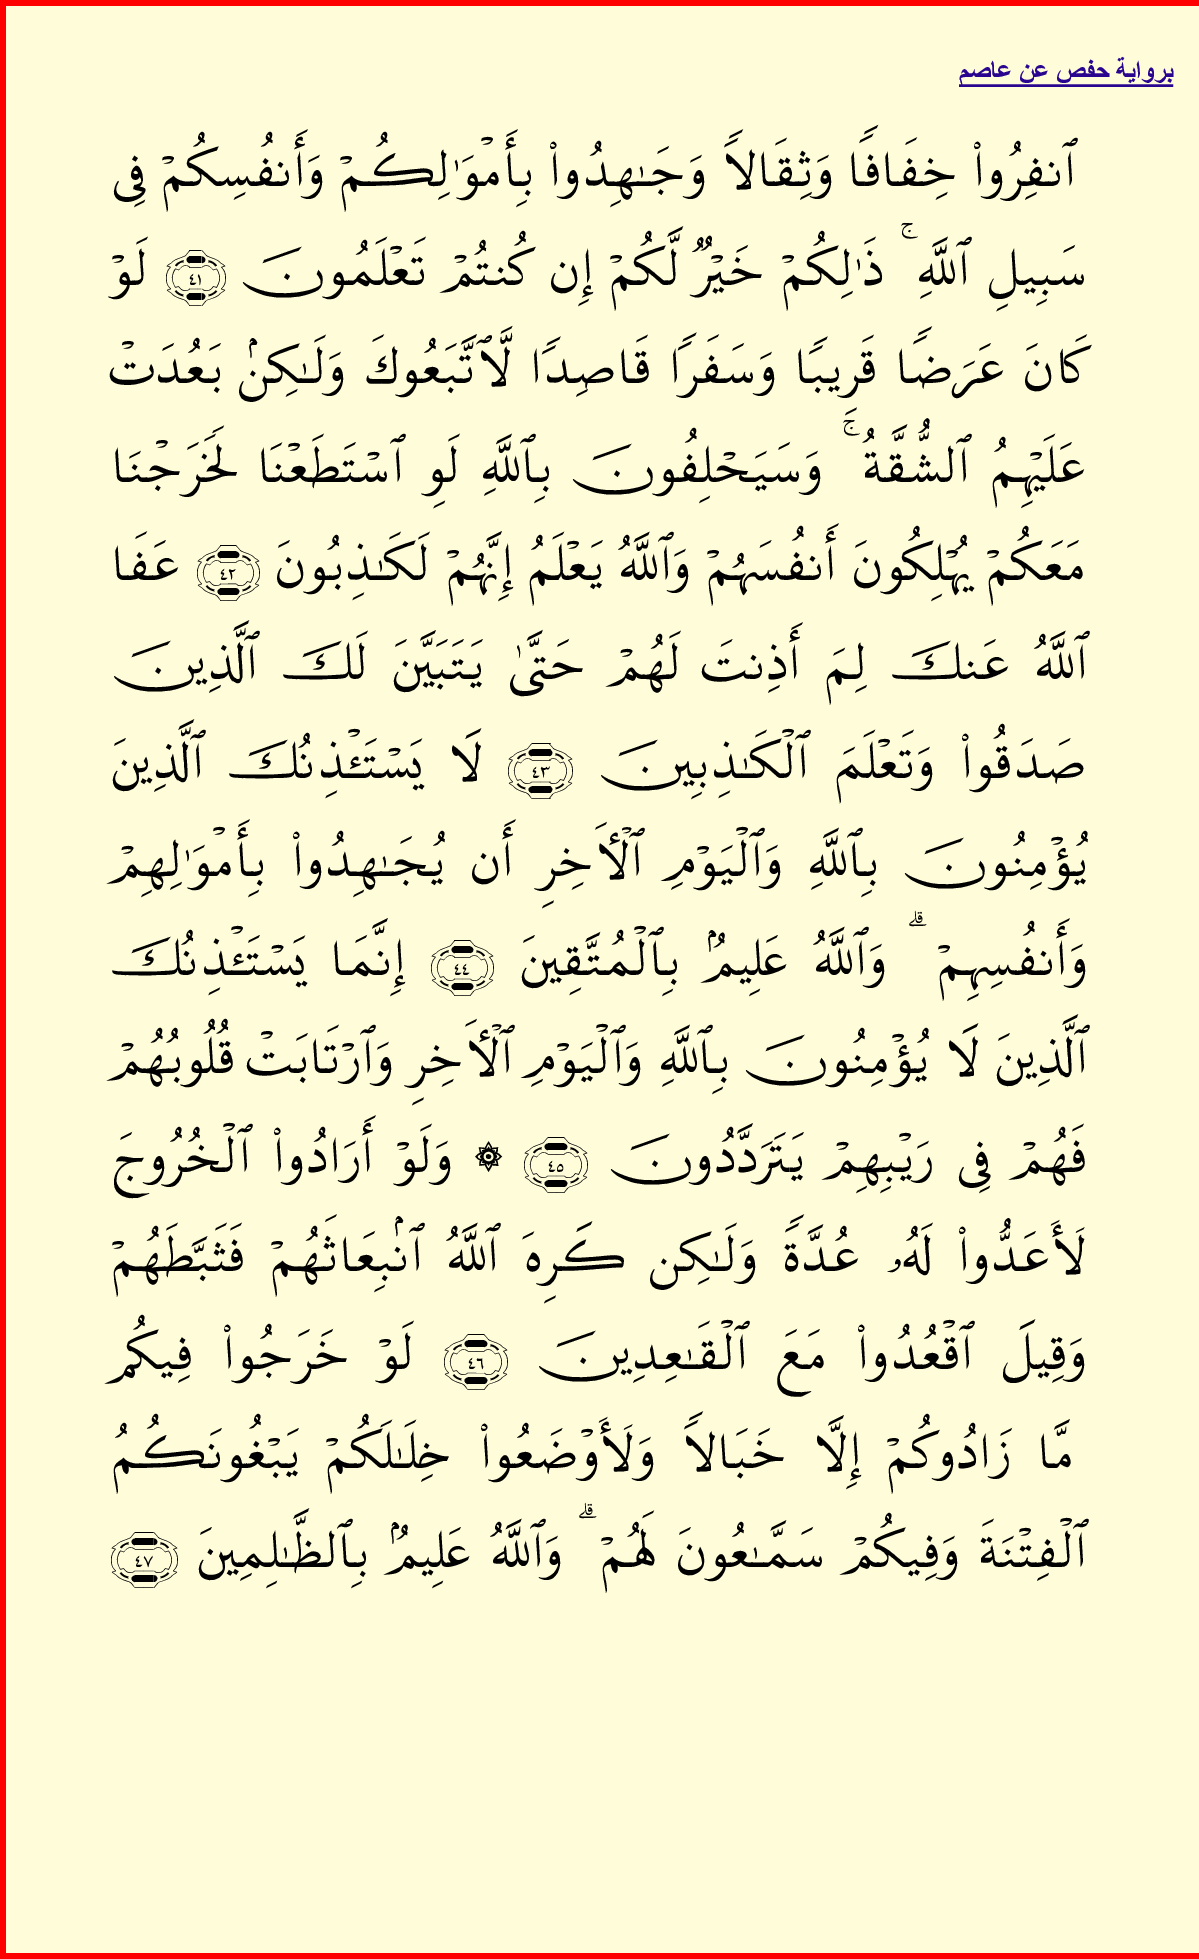 برواية حفص عن عاصم
ٱنفِرُوا۟ خِفَافًا وَثِقَالًا وَجَـٰهِدُوا۟ بِأَمْوَٰلِكُمْ وَأَنفُسِكُمْ فِى
سَبِيلِ ٱللَّهِ ۚ ذَٰلِكُمْ خَيْرٌ لَّكُمْ إِن كُنتُمْ تَعْلَمُونَ ٤١ لَوْ
كَانَ عَرَضًا قَرِيبًا وَسَفَرًا قَاصِدًا لَّٱتَّبَعُوكَ وَلَـٰكِنۢ بَعُدَتْ
عَلَيْهِمُ ٱلشُّقَّةُ ۚ وَسَيَحْلِفُونَ بِٱللَّهِ لَوِ ٱسْتَطَعْنَا لَخَرَجْنَا
مَعَكُمْ يُهْلِكُونَ أَنفُسَهُمْ وَٱللَّهُ يَعْلَمُ إِنَّهُمْ لَكَـٰذِبُونَ ٤٢ عَفَا
ٱللَّهُ عَنكَ لِمَ أَذِنتَ لَهُمْ حَتَّىٰ يَتَبَيَّنَ لَكَ ٱلَّذِينَ
صَدَقُوا۟ وَتَعْلَمَ ٱلْكَـٰذِبِينَ ٤٣ لَا يَسْتَـْٔذِنُكَ ٱلَّذِينَ
يُؤْمِنُونَ بِٱللَّهِ وَٱلْيَوْمِ ٱلْـَٔاخِرِ أَن يُجَـٰهِدُوا۟ بِأَمْوَٰلِهِمْ
وَأَنفُسِهِمْ ۗ وَٱللَّهُ عَلِيمٌۢ بِٱلْمُتَّقِينَ ٤٤ إِنَّمَا يَسْتَـْٔذِنُكَ
ٱلَّذِينَ لَا يُؤْمِنُونَ بِٱللَّهِ وَٱلْيَوْمِ ٱلْـَٔاخِرِ وَٱرْتَابَتْ قُلُوبُهُمْ
فَهُمْ فِى رَيْبِهِمْ يَتَرَدَّدُونَ ٤٥ ۞ وَلَوْ أَرَادُوا۟ ٱلْخُرُوجَ
لَأَعَدُّوا۟ لَهُۥ عُدَّةً وَلَـٰكِن كَرِهَ ٱللَّهُ ٱنۢبِعَاثَهُمْ فَثَبَّطَهُمْ
وَقِيلَ ٱقْعُدُوا۟ مَعَ ٱلْقَـٰعِدِينَ ٤٦ لَوْ خَرَجُوا۟ فِيكُم
مَّا زَادُوكُمْ إِلَّا خَبَالًا وَلَأَوْضَعُوا۟ خِلَـٰلَكُمْ يَبْغُونَكُمُ
ٱلْفِتْنَةَ وَفِيكُمْ سَمَّـٰعُونَ لَهُمْ ۗ وَٱللَّهُ عَلِيمٌۢ بِٱلظَّـٰلِمِينَ ٤٧